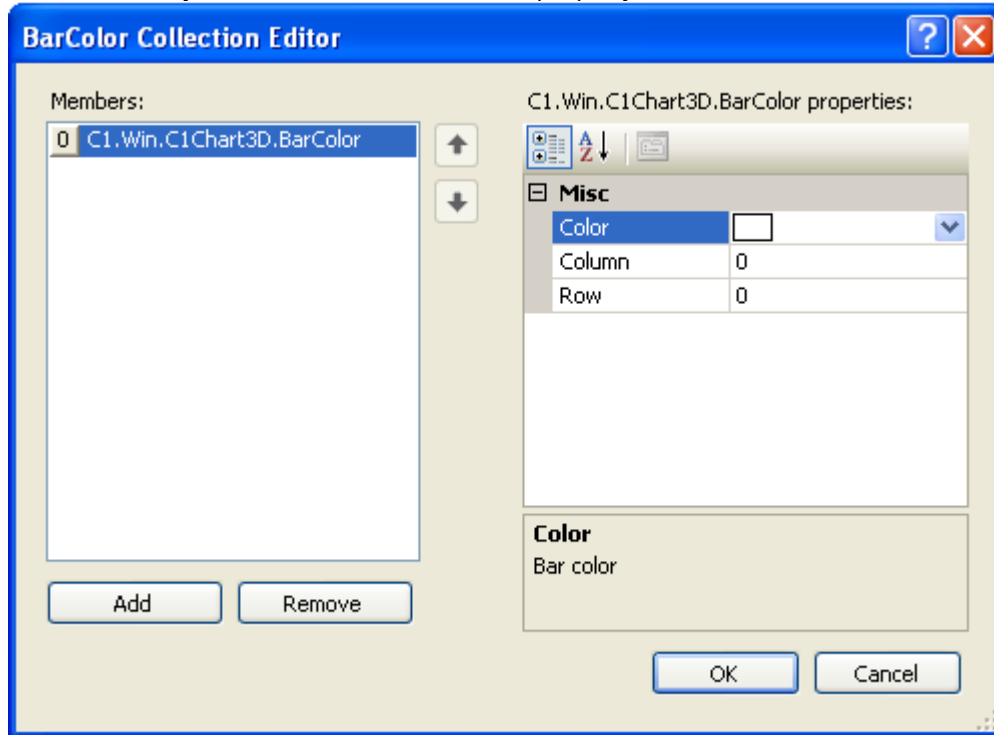 BarColor Collection Editor
Members:
0 C1.Win.C1Chart3D.BarColor
Add Remove
C1.Win.C1Chart3D.BarColor properties:
Misc
Color
Column 0
Row 0
Color
Bar color
OK Cancel